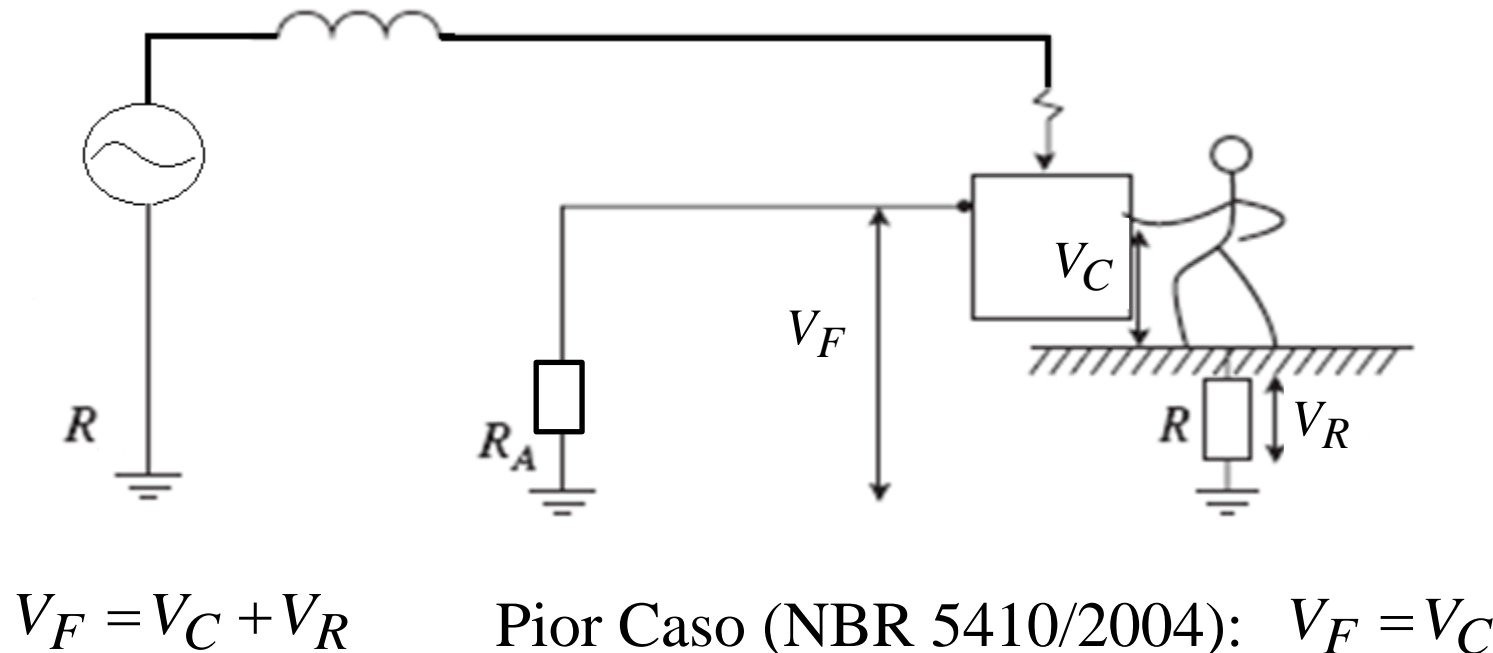 V_C
V_F
R
R_A
R
V_R
V_F = V_C + V_R
Pior Caso (NBR 5410/2004): V_F = V_C